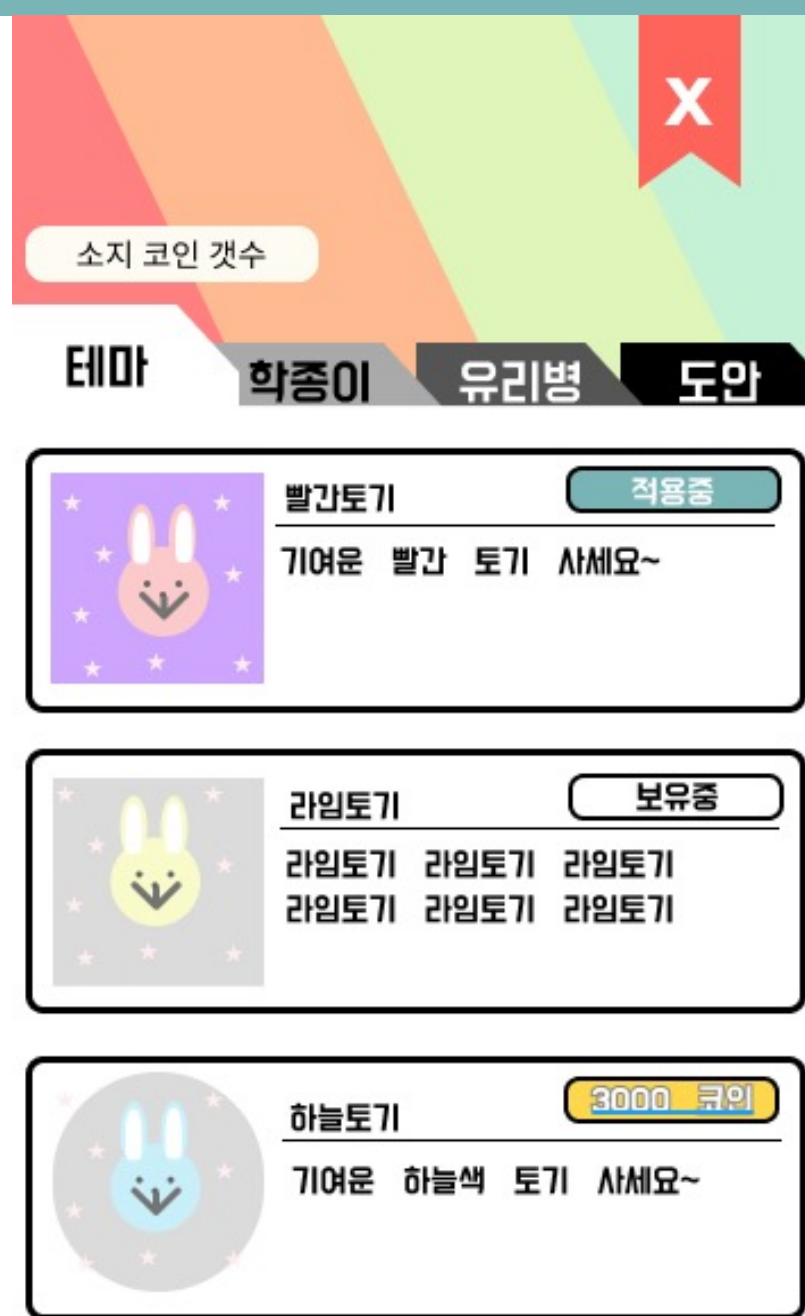 X
소지 코인 갯수
테마 학종이 유리병 도안
빨간토기 적용중
기여운 빨간 토기 사세요~
라임토기 보유중
라임토기 라임토기 라임토기
라임토기 라임토기 라임토기
하늘토기 3000 코인
기여운 하늘색 토기 사세요~